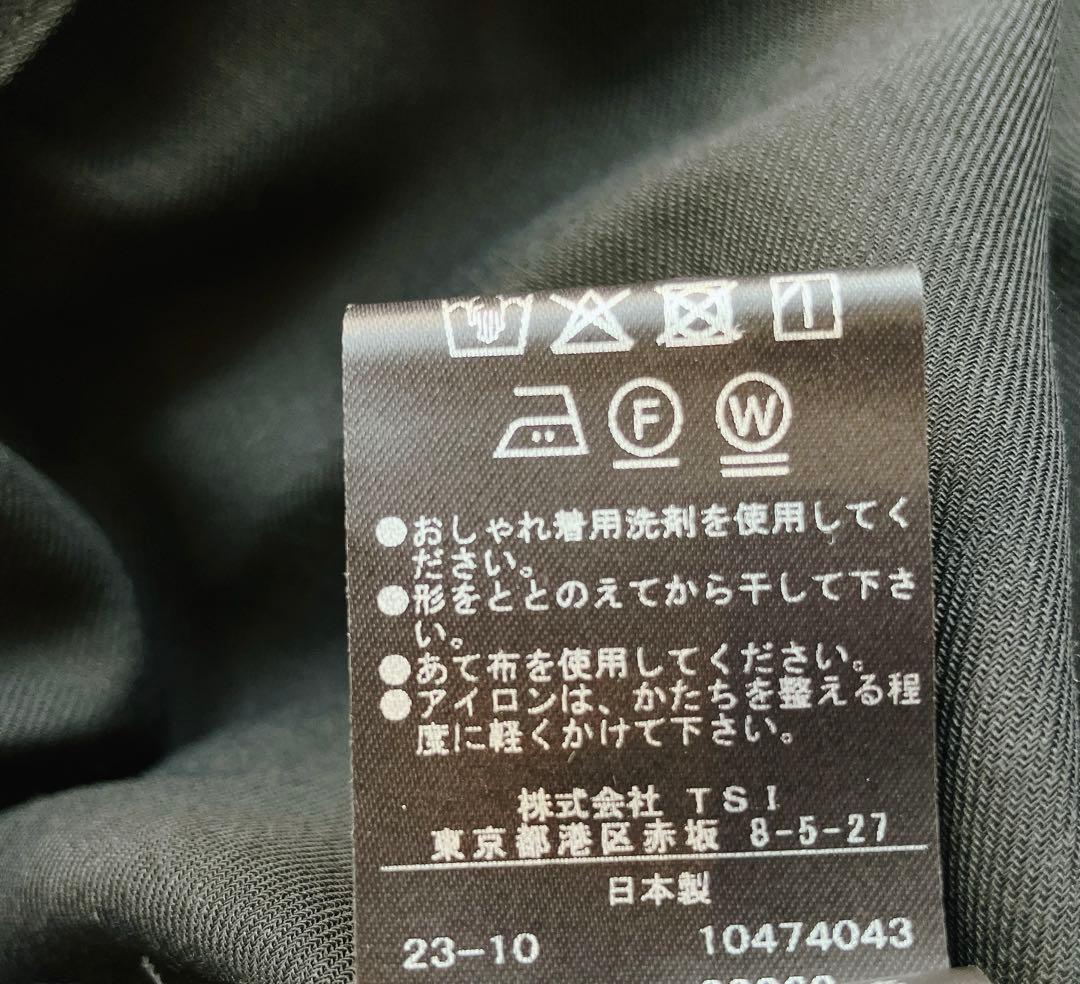 F W
●おしゃれ着用洗剤を使用してく
ださい。
●形をととのえてから干して下さ
い。
●あて布を使用してください。
●アイロンは、かたちを整える程
度に軽くかけて下さい。
株式会社 TSI
東京都港区赤坂 8-5-27
日本製
23-10 10474043